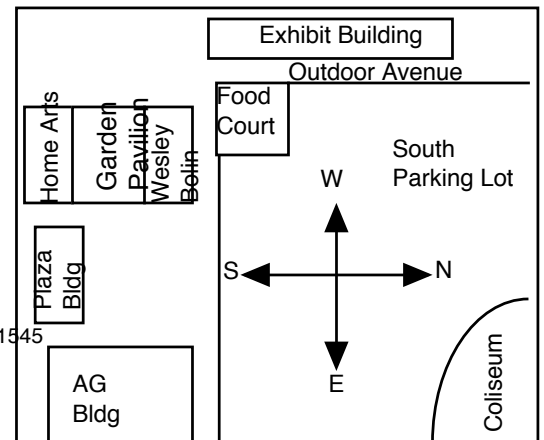 Exhibit Building
Outdoor Avenue
Food
Court
Home Arts
Garden
Pavilion
Wesley
Bolin
South
Parking Lot
W
S
N
E
Plaza
Bldg
1545
AG
Bldg
Coliseum